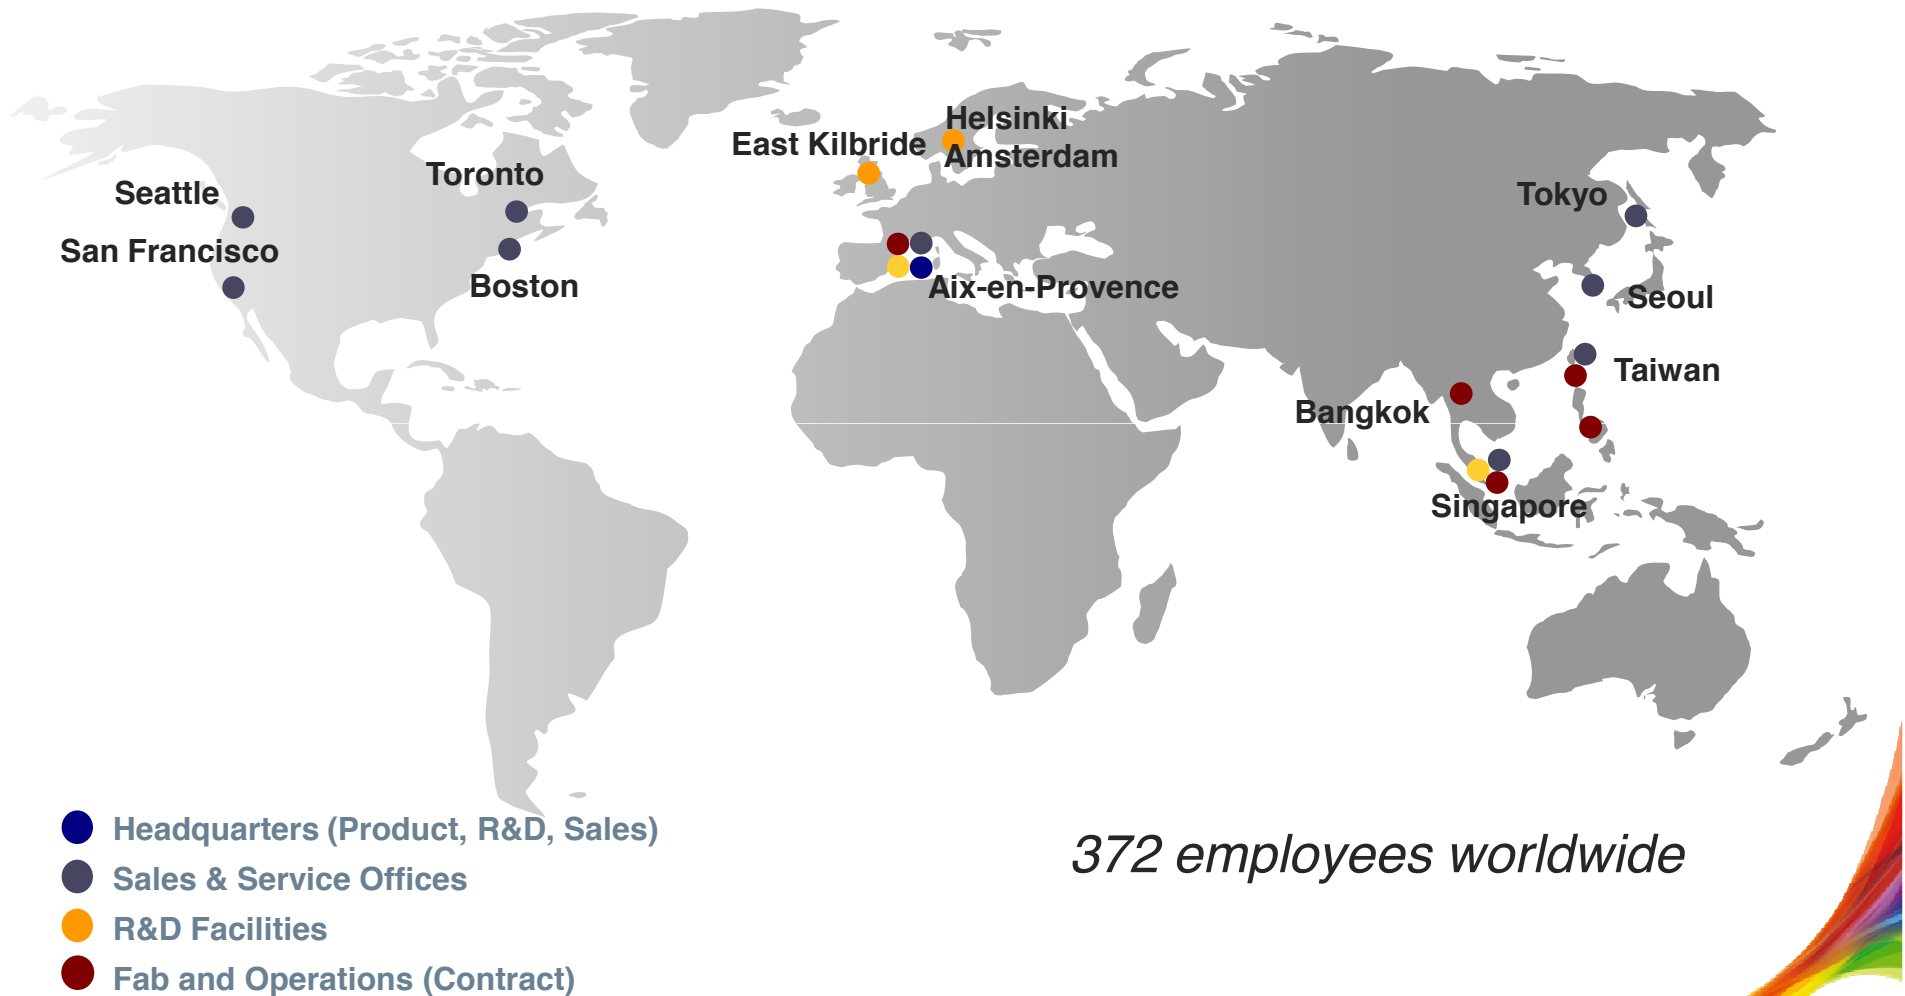 Helsinki
East Kilbride
Amsterdam
Toronto
Seattle
Tokyo
San Francisco
Boston
Aix-en-Provence
Seoul
Taiwan
Bangkok
Singapore
Headquarters (Product, R&D, Sales)
372 employees worldwide
Sales & Service Offices
R&D Facilities
Fab and Operations (Contract)